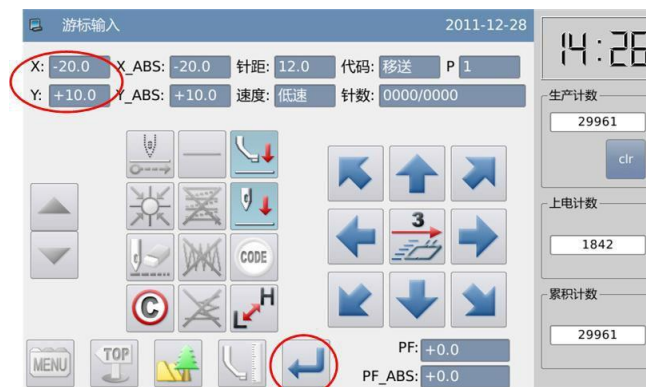 游标输入 2011-12-28
14:26
X: -20.0 X_ABS: -20.0 针距: 12.0 代码: 移送 P 1
Y: +10.0 Y_ABS: +10.0 速度: 低速 针数: 0000/0000
生产计数
29961
clr
上电计数
1842
累积计数
29961
3
CODE
C
H
L
MENU
TOP
PF: +0.0
PF_ABS: +0.0